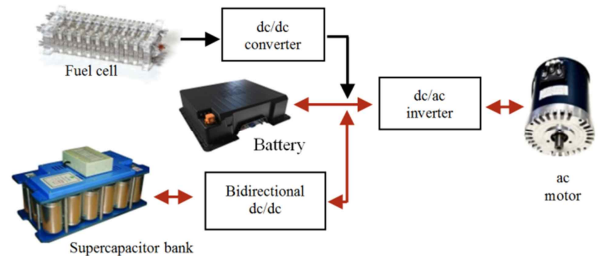 dc/dc
converter
Fuel cell
dc/ac
inverter
Battery
Bidirectional
dc/dc
ac
motor
Supercapacitor bank